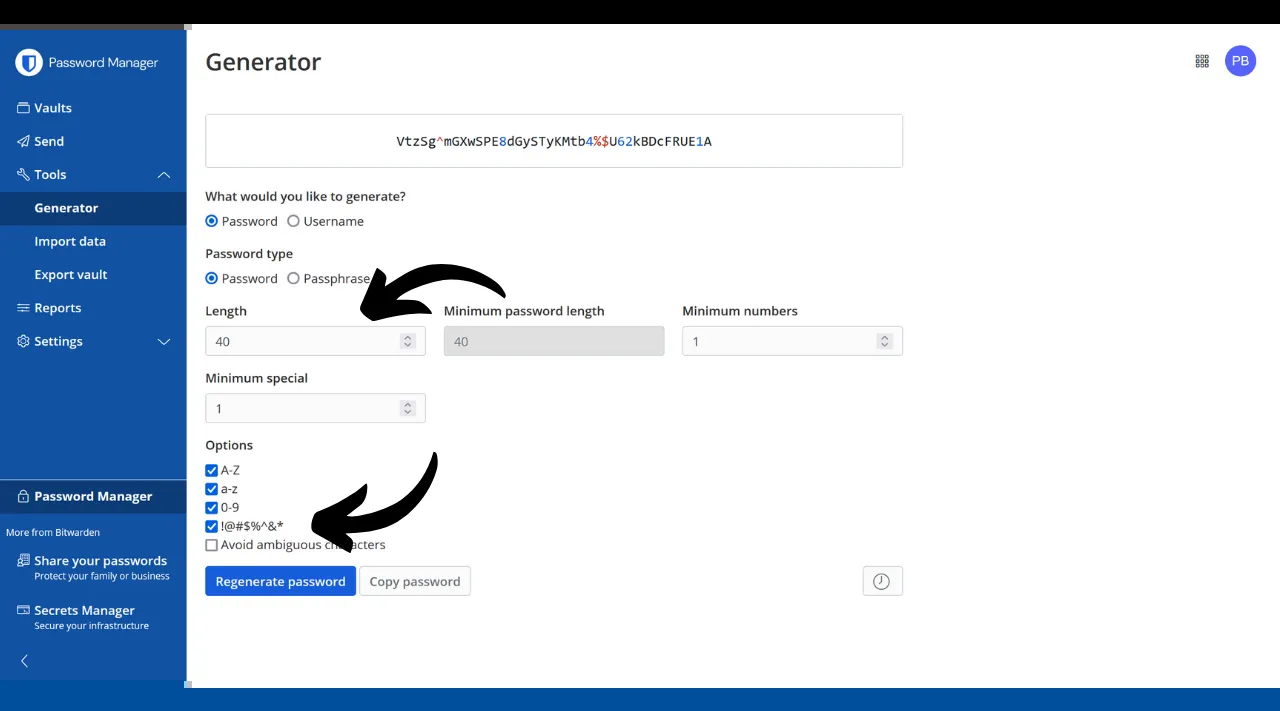 Password Manager
Vaults
Send
Tools
Generator
Import data
Export vault
Reports
Settings
Password Manager
More from Bitwarden
Share your passwords
Protect your family or business
Secrets Manager
Secure your infrastructure
Generator
PB
VtzSg^mGXwSPE8dGySTyKMtb4%$U62kBDcFRUE1A
What would you like to generate?
Password Username
Password type
Password Passphrase
Length Minimum password length Minimum numbers
40 40 1
Minimum special
1
Options
A-Z
a-z
0-9
!@#$%^&*
Avoid ambiguous characters
Regenerate password Copy password